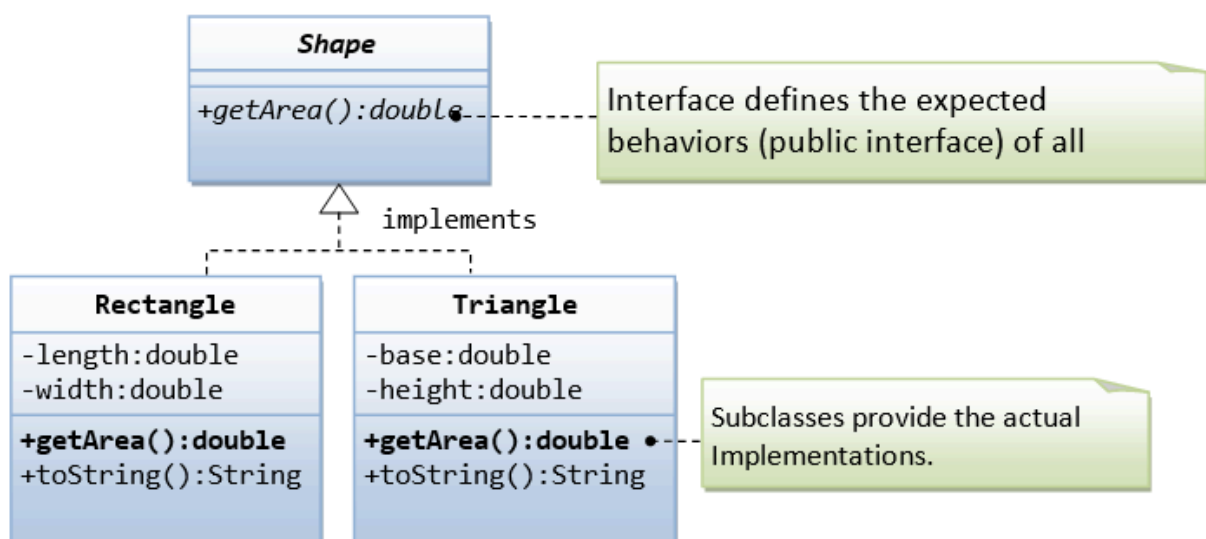 Shape
+getArea():double
Interface defines the expected
behaviors (public interface) of all
implements
Rectangle
-length:double
-width:double
+getArea():double
+toString():String
Triangle
-base:double
-height:double
+getArea():double
+toString():String
Subclasses provide the actual
Implementations.